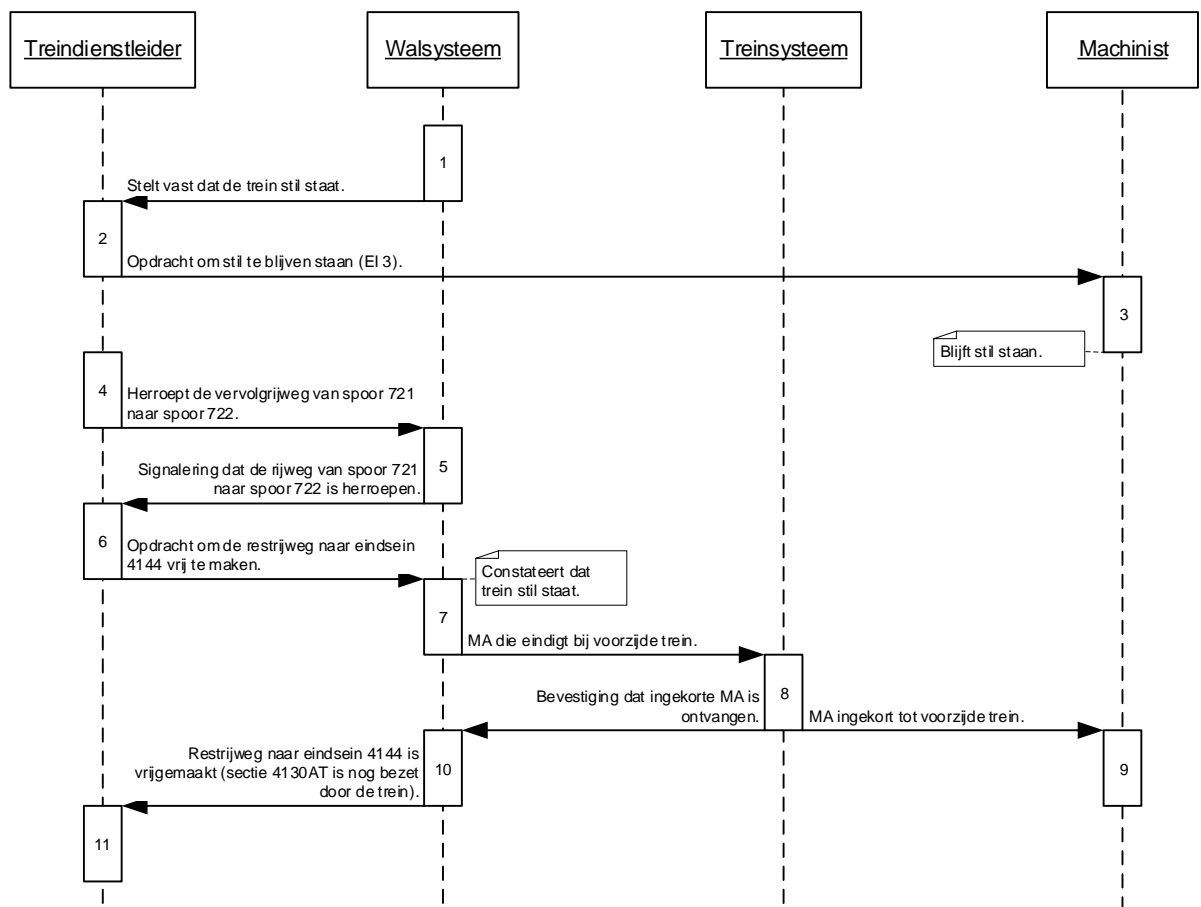 Treindienstleider
Walsysteem
Treinsysteem
Machinist
1
Stelt vast dat de trein stil staat.
2
Opdracht om stil te blijven staan (EI 3).
3
Blijft stil staan.
4
Herroept de vervolgrijweg van spoor 721
naar spoor 722.
5
Signalering dat de rijweg van spoor 721
naar spoor 722 is herroepen.
6
Opdracht om de restrijweg naar eindsein
4144 vrij te maken.
Constateert dat
trein stil staat.
7
MA die eindigt bij voorzijde trein.
8
Bevestiging dat ingekorte MA is
ontvangen.
MA ingekort tot voorzijde trein.
Restrijweg naar eindsein 4144 is
vrijgemaakt (sectie 4130AT is nog bezet
door de trein).
10
9
11